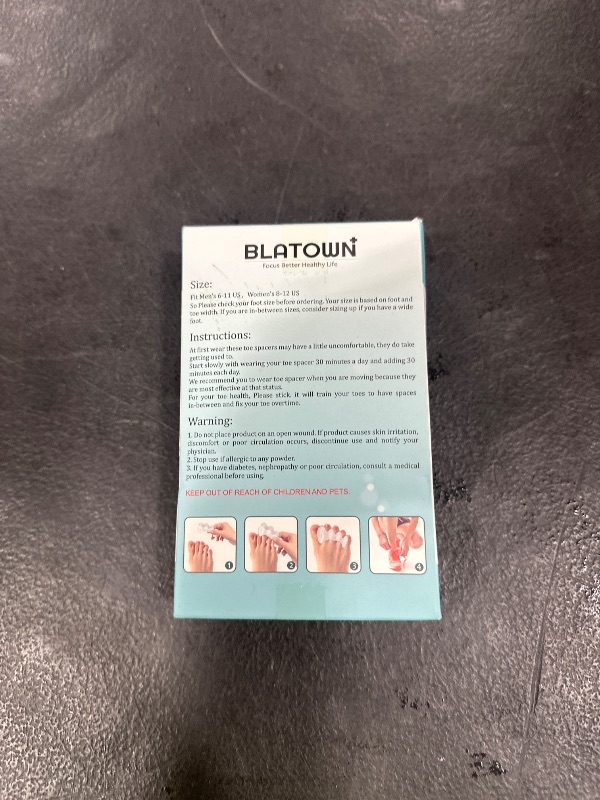 BLATOWN
Focus Better Healthy Life
Size:
Fit Men's 6-11 US, Women's 8-12 US
So Please check your foot size before ordering. Your size is based on foot and
toe width. If you are in-between sizes, consider sizing up if you have a wide
foot.
Instructions:
At first wear these toe spacers may have a little uncomfortable, they do take
getting used to.
Start slowly with wearing your toe spacer 30 minutes a day and adding 30
minutes each day.
We recommend you to wear toe spacer when you are moving because they
are most effective at that status.
For your toe health, Please stick. it will train your toes to have spaces
in-between and fix your toe overtime.
Warning:
1. Do not place product on an open wound. If product causes skin irritation,
discomfort or poor circulation occurs, discontinue use and notify your
physician.
2. Stop use if allergic to any powder.
3. If you have diabetes, nephropathy or poor circulation, consult a medical
professional before using.
KEEP OUT OF REACH OF CHILDREN AND PETS.
1 2 3 4